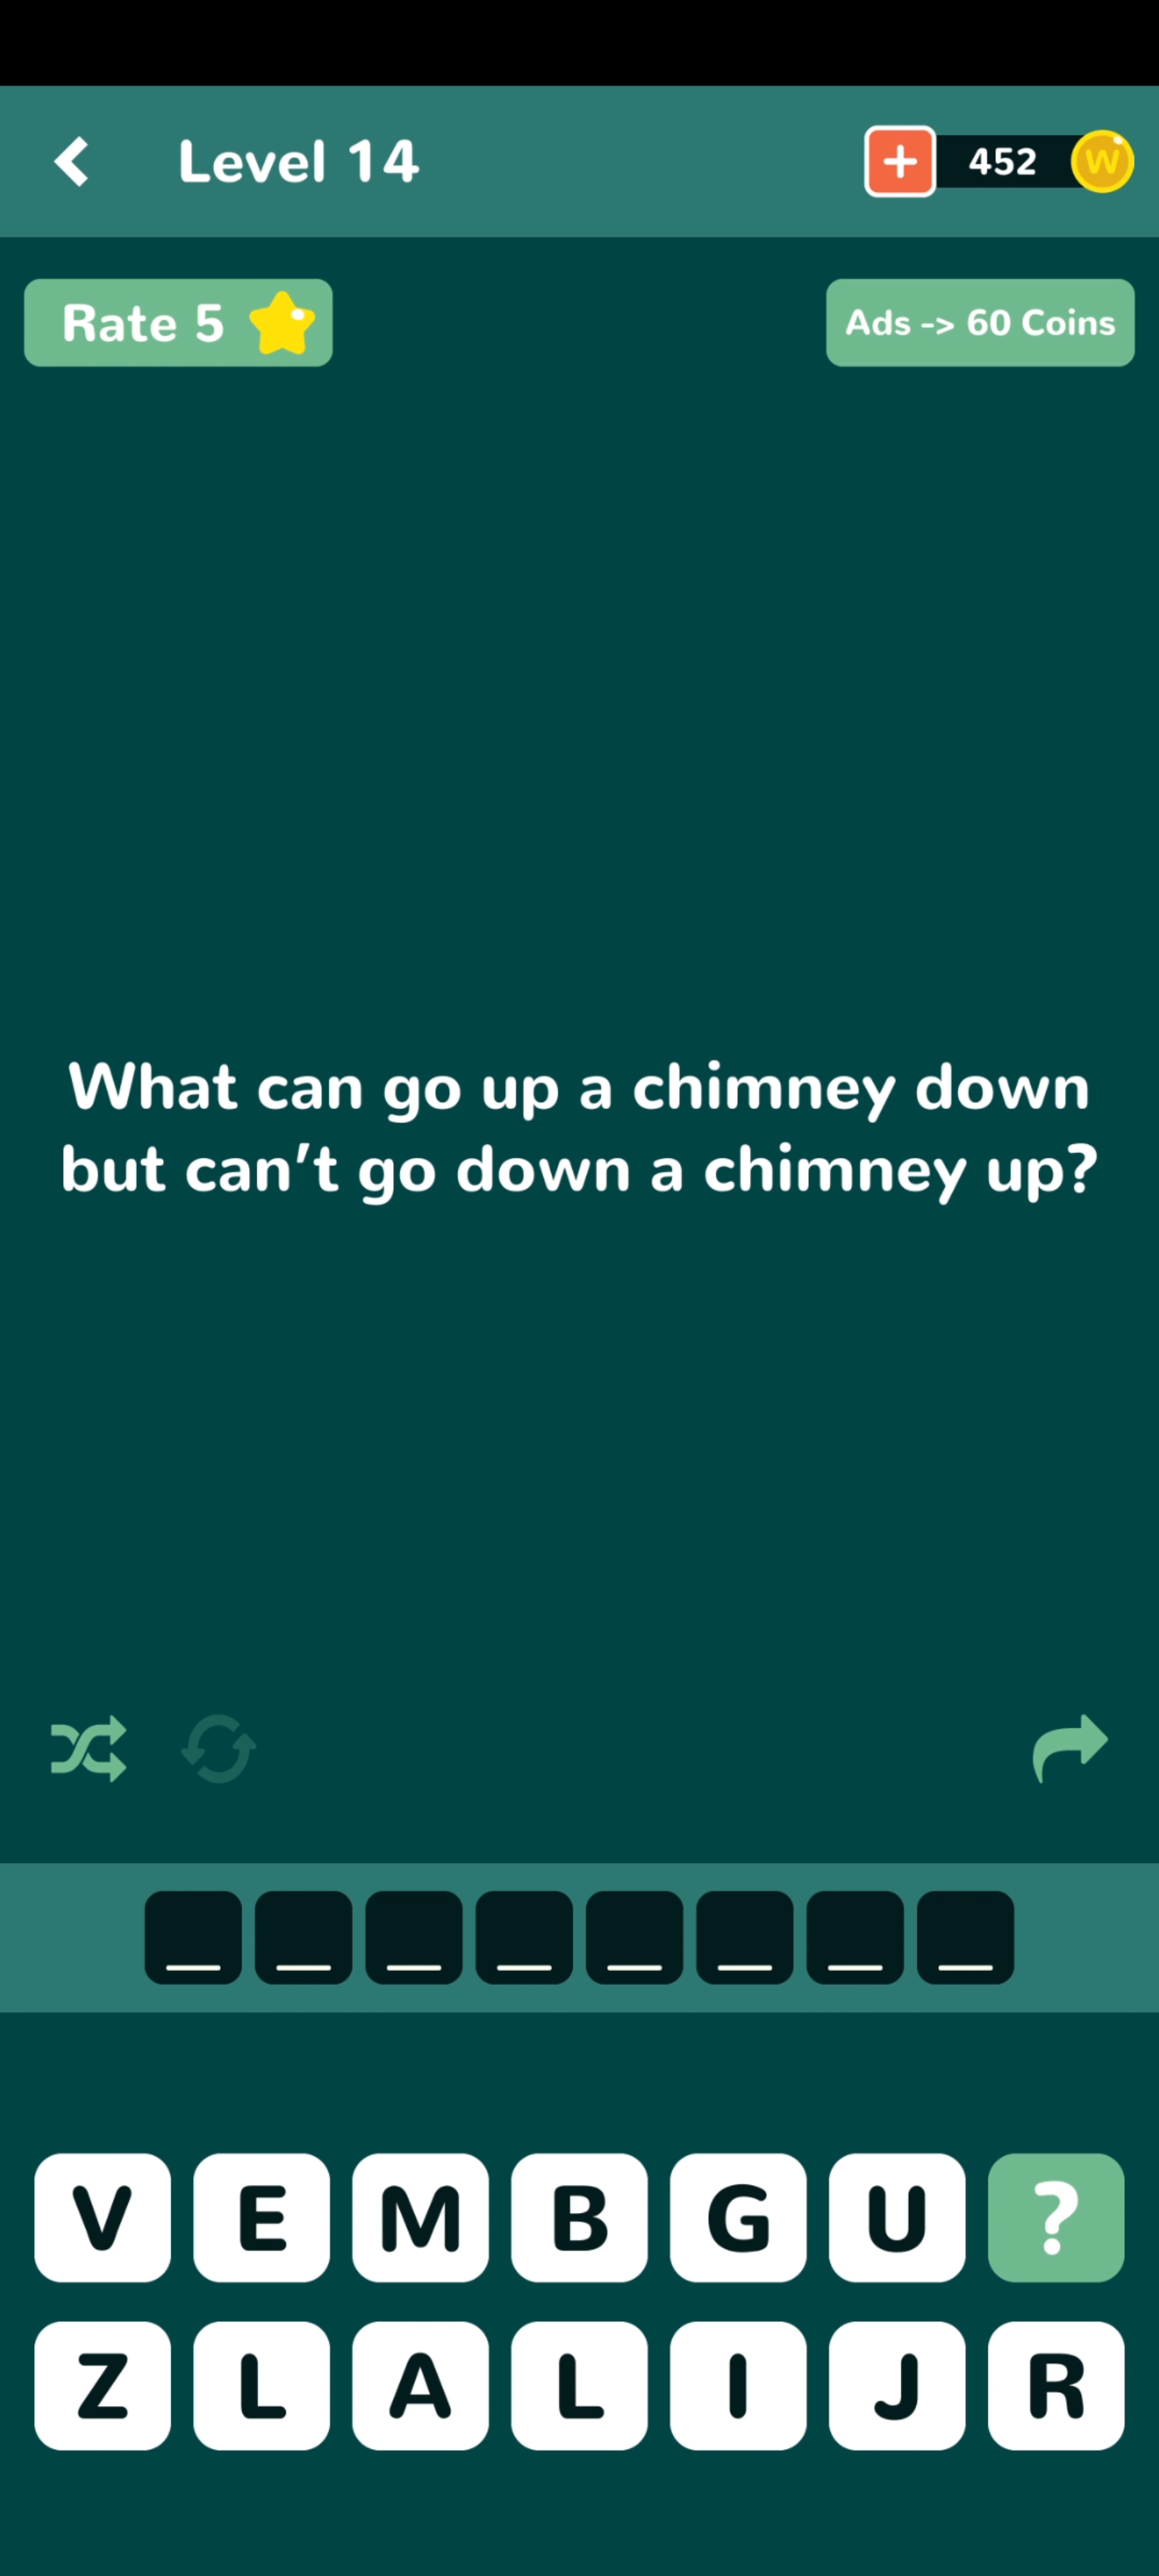 Level 14
+ 452 W
Rate 5
Ads -> 60 Coins
What can go up a chimney down
but can't go down a chimney up?
V E M B G U ?
Z L A L I J R